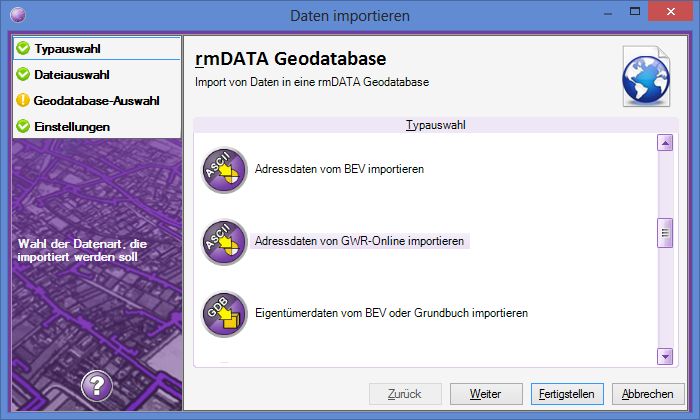 Daten importieren
Typauswahl
Dateiauswahl
Geodatabase-Auswahl
Einstellungen
Wahl der Datenart, die
importiert werden soll
?
rmDATA Geodatabase
Import von Daten in eine rmDATA Geodatabase
Typauswahl
ASCII
Adressdaten vom BEV importieren
ASCII
Adressdaten von GWR-Online importieren
GDB
Eigentümerdaten vom BEV oder Grundbuch importieren
Zurück
Weiter
Fertigstellen
Abbrechen